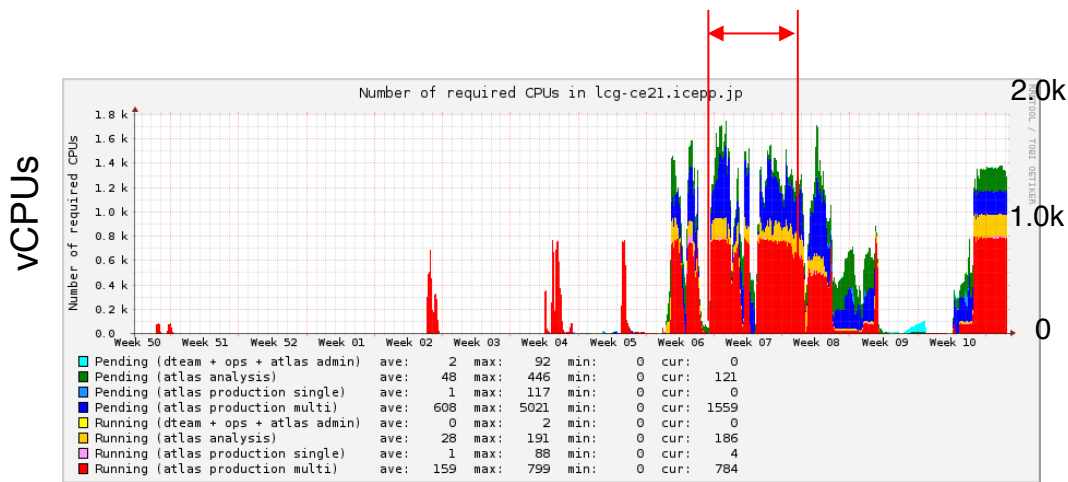 Number of required CPUs in lcg-ce21.icepp.jp
2.0k
1.0k
0
vCPUs
RRDTOOL / TOBI OETIKER
Number of required CPUs
1.8 k
1.6 k
1.4 k
1.2 k
1.0 k
0.8 k
0.6 k
0.4 k
0.2 k
0.0
Week 50 Week 51 Week 52 Week 01 Week 02 Week 03 Week 04 Week 05 Week 06 Week 07 Week 08 Week 09 Week 10
Pending (dteam + ops + atlas admin) ave: 2 max: 92 min: 0 cur: 0
Pending (atlas analysis) ave: 48 max: 446 min: 0 cur: 121
Pending (atlas production single) ave: 1 max: 117 min: 0 cur: 0
Pending (atlas production multi) ave: 608 max: 5021 min: 0 cur: 1559
Running (dteam + ops + atlas admin) ave: 0 max: 2 min: 0 cur: 0
Running (atlas analysis) ave: 28 max: 191 min: 0 cur: 186
Running (atlas production single) ave: 1 max: 88 min: 0 cur: 4
Running (atlas production multi) ave: 159 max: 799 min: 0 cur: 784